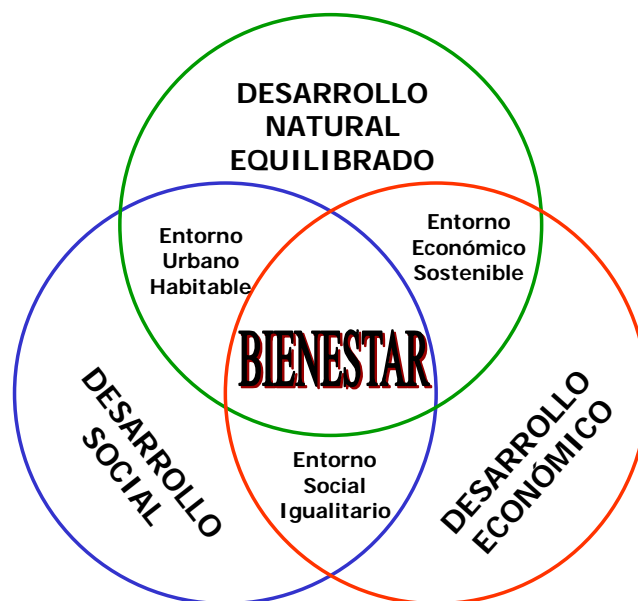 DESARROLLO
NATURAL
EQUILIBRADO
Entorno
Urbano
Habitable
Entorno
Económico
Sostenible
BIENESTAR
DESARROLLO
SOCIAL
Entorno
Social
Igualitario
DESARROLLO
ECONÓMICO